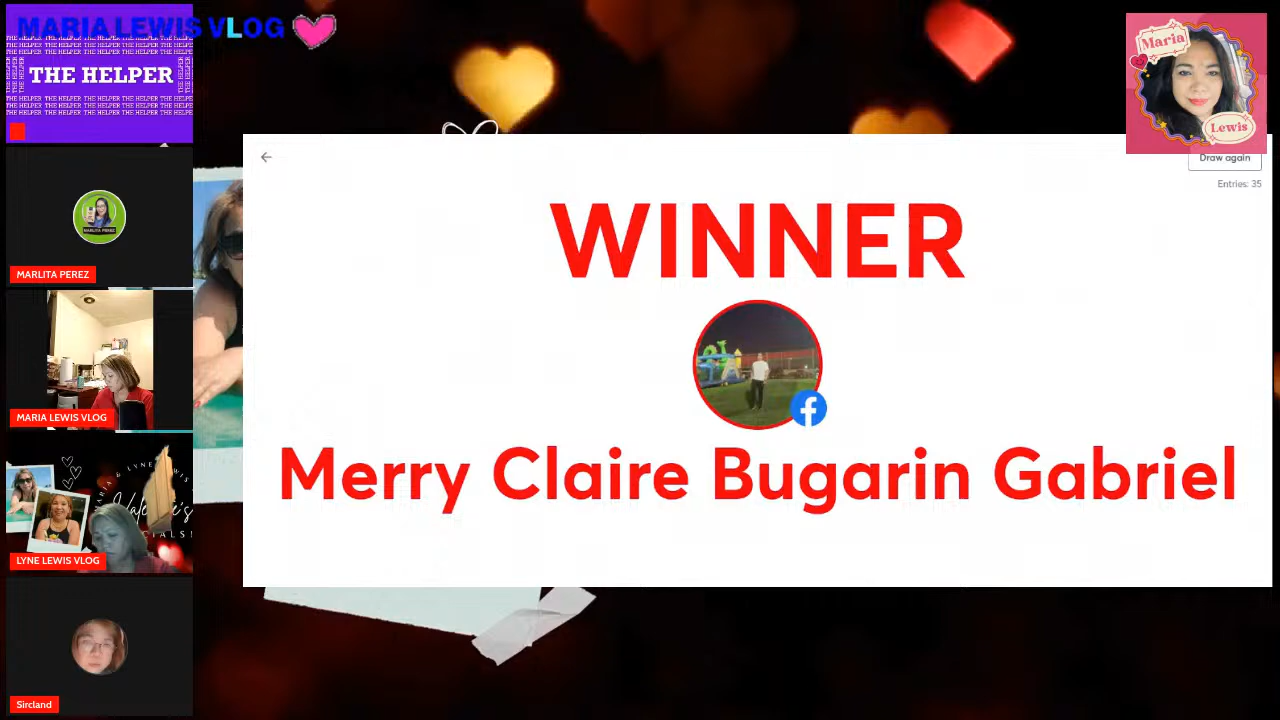 MARIA LEWIS VLOG
THE HELPER
MARLITA PEREZ
MARIA LEWIS VLOG
LYNE LEWIS VLOG
Sircland
Maria
Lewis
Draw again
Entries: 35
WINNER
Merry Claire Bugarin Gabriel